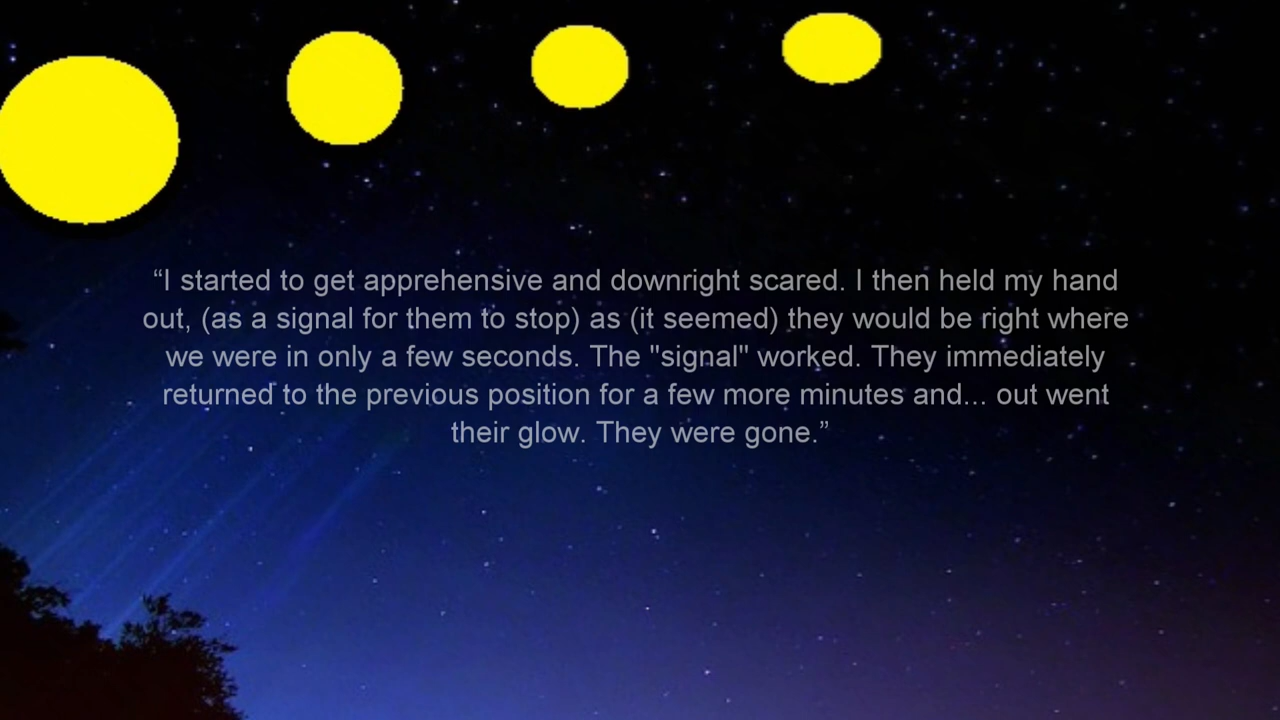 “I started to get apprehensive and downright scared. I then held my hand
out, (as a signal for them to stop) as (it seemed) they would be right where
we were in only a few seconds. The "signal" worked. They immediately
returned to the previous position for a few more minutes and... out went
their glow. They were gone.”